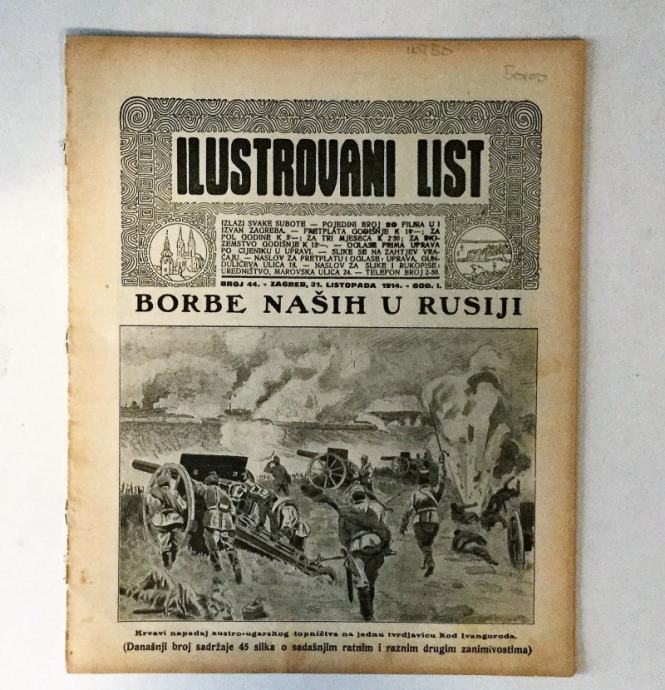 ILUSTROVANI LIST
IZLAZI SVAKE SUBOTE — POJEDINI BROJ 20 FILIRA U I
IZVAN ZAGREBA. — PRETPLATA GODIŠNJE K 10—; ZA
POL GODINE K 5—; ZA TRI MJESECA K 2·50; ZA INO-
ZEMSTVO GODIŠNJE K 15—. — OGLASE PRIMA UPRAVA
PO CJENIKU U UPRAVI. — SLIKE SE NA ZAHTJEV VRA-
ĆAJU. — NASLOV ZA PRETPLATU I OGLASE: UPRAVA, GUN-
DULIĆEVA ULICA 18. — NASLOV ZA SLIKE I RUKOPISE:
UREDNIŠTVO, MAROVSKA ULICA 24. — TELEFON BROJ 2-50.
BROJ 44. - ZAGREB, 31. LISTOPADA 1914. - GOD. I.
BORBE NAŠIH U RUSIJI
Krvavi napadaj austro-ugarskog topničtva na jednu tvrdjavicu kod Ivangoroda.
(Današnji broj sadržaje 45 slika o sadašnjim ratnim i raznim drugim zanimivostima)